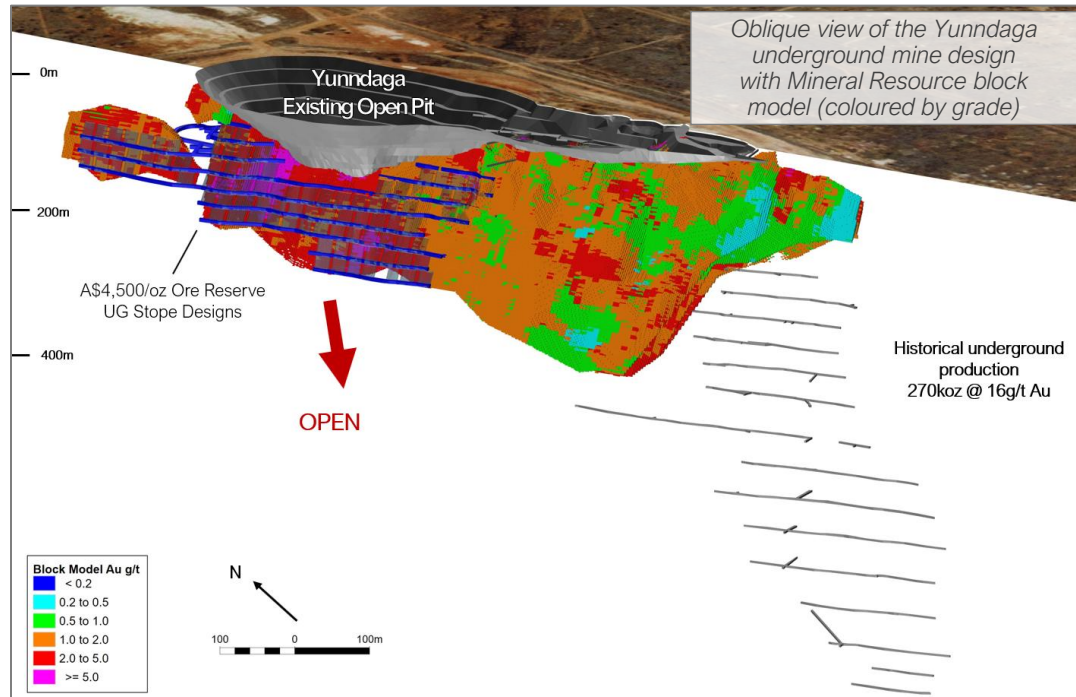 Oblique view of the Yunndaga
underground mine design
with Mineral Resource block
model (coloured by grade)
0m
Yunndaga
Existing Open Pit
200m
A$4,500/oz Ore Reserve
UG Stope Designs
400m
OPEN
Historical underground
production
270koz @ 16g/t Au
Block Model Au g/t
< 0.2
0.2 to 0.5
0.5 to 1.0
1.0 to 2.0
2.0 to 5.0
>= 5.0
N
100 0 100m